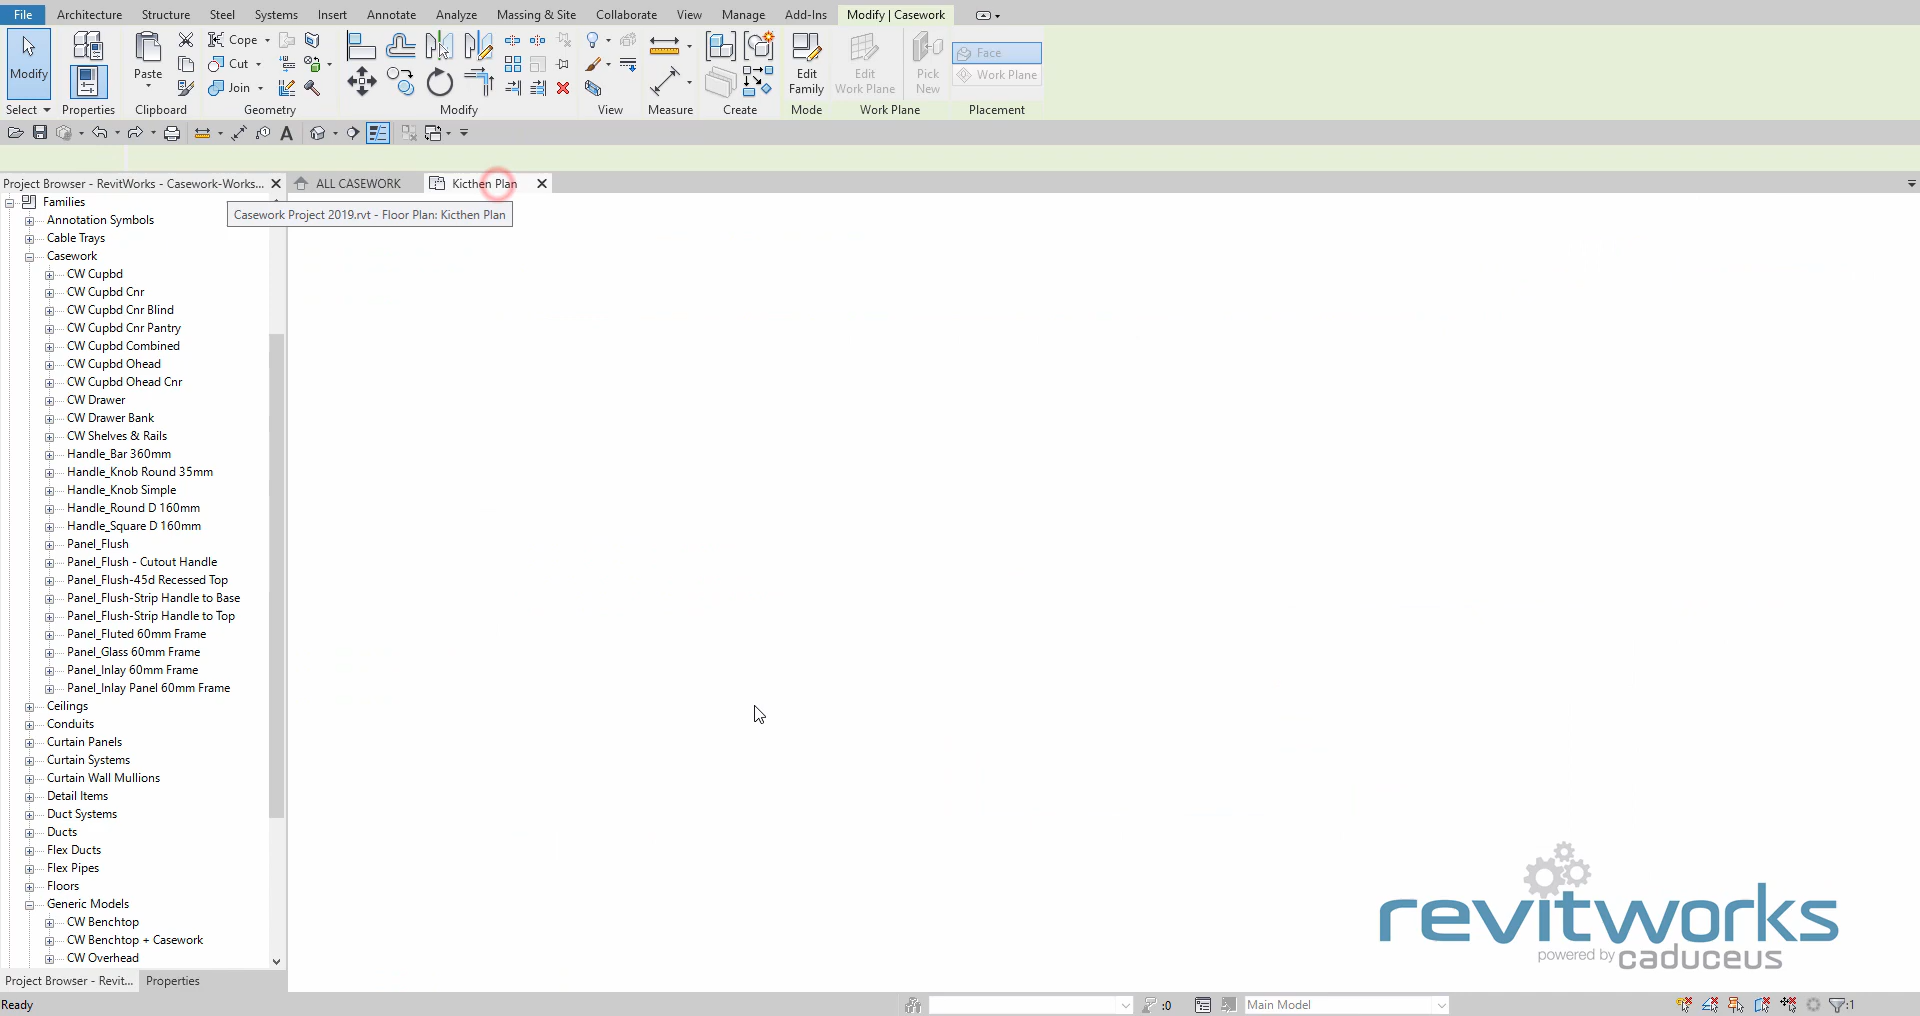 File Architecture Structure Steel Systems Insert Annotate Analyze Massing & Site Collaborate View Manage Add-Ins Modify | Casework
Modify
Paste
Cope
Cut
Join
Edit Family
Edit Work Plane
Pick New
Face
Work Plane
Select Properties Clipboard Geometry Modify View Measure Create Mode Work Plane Placement
Project Browser - RevitWorks - Casework-Works...
ALL CASEWORK
Kicthen Plan
Casework Project 2019.rvt - Floor Plan: Kicthen Plan
Families
Annotation Symbols
Cable Trays
Casework
CW Cupbd
CW Cupbd Cnr
CW Cupbd Cnr Blind
CW Cupbd Cnr Pantry
CW Cupbd Combined
CW Cupbd Ohead
CW Cupbd Ohead Cnr
CW Drawer
CW Drawer Bank
CW Shelves & Rails
Handle_Bar 360mm
Handle_Knob Round 35mm
Handle_Knob Simple
Handle_Round D 160mm
Handle_Square D 160mm
Panel_Flush
Panel_Flush - Cutout Handle
Panel_Flush-45d Recessed Top
Panel_Flush-Strip Handle to Base
Panel_Flush-Strip Handle to Top
Panel_Fluted 60mm Frame
Panel_Glass 60mm Frame
Panel_Inlay 60mm Frame
Panel_Inlay Panel 60mm Frame
Ceilings
Conduits
Curtain Panels
Curtain Systems
Curtain Wall Mullions
Detail Items
Duct Systems
Ducts
Flex Ducts
Flex Pipes
Floors
Generic Models
CW Benchtop
CW Benchtop + Casework
CW Overhead
Project Browser - Revit... Properties
revitworks
powered by caduceus
Ready
:0
Main Model
:1